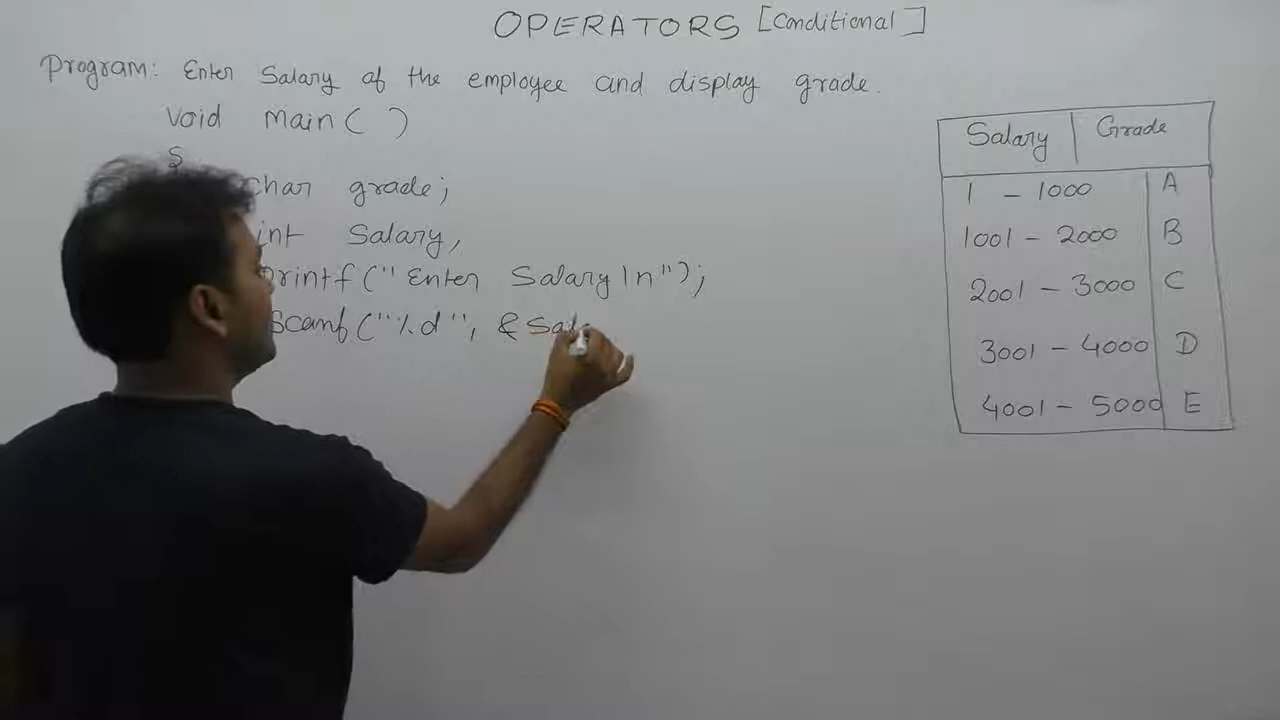 OPERATORS [Conditional]
Program: Enter Salary of the employee and display grade.
void main( )
{
char grade;
int Salary,
printf("Enter Salary\n");
Scanf("%d", &Sal
Salary | Grade
1 - 1000 A
1001 - 2000 B
2001 - 3000 C
3001 - 4000 D
4001 - 5000 E